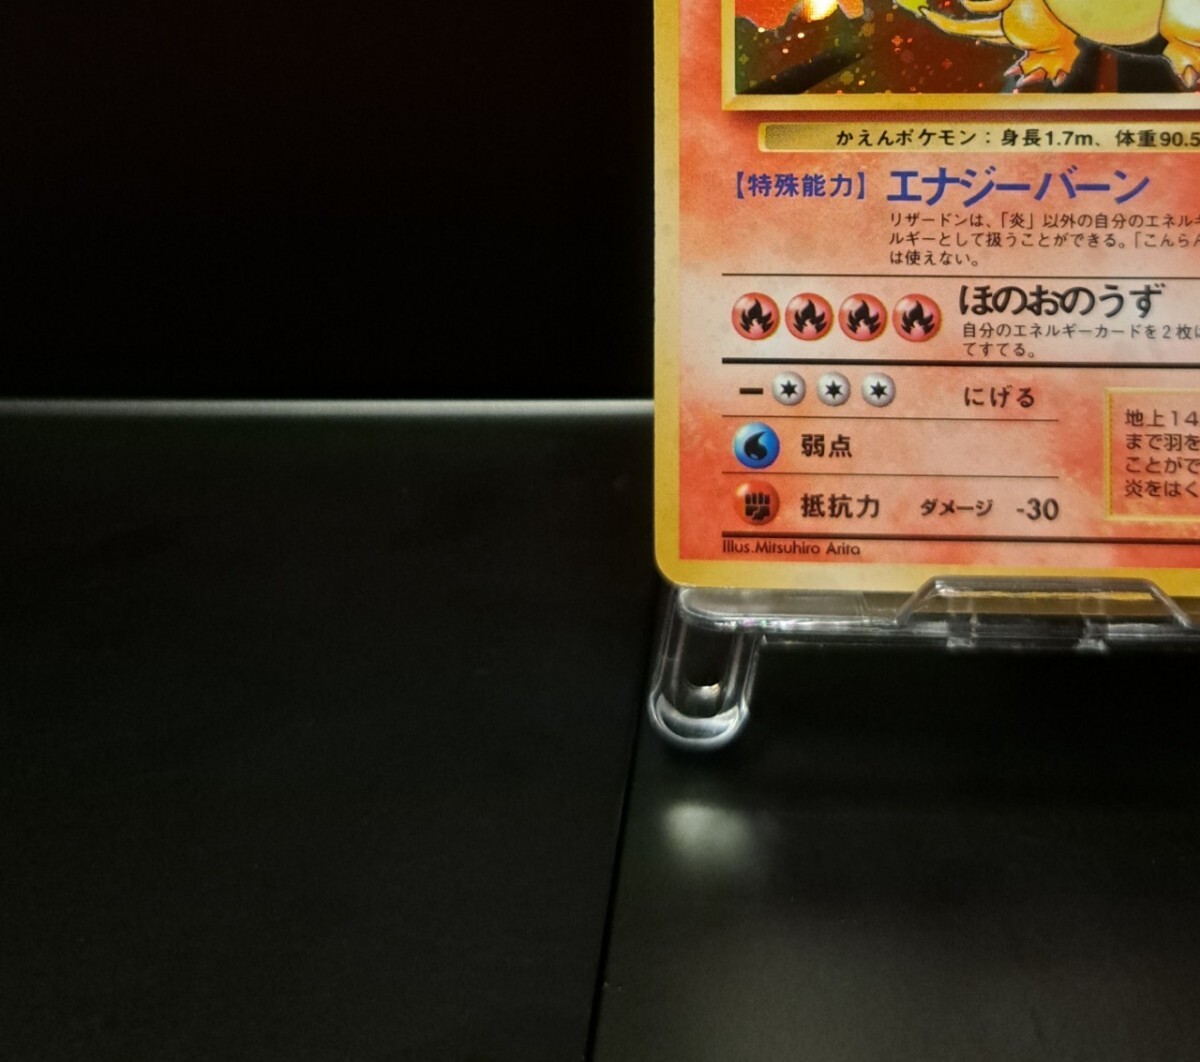 かえんポケモン：身長1.7m、体重90.5
【特殊能力】 エナジーバーン
リザードンは、「炎」以外の自分のエネルギ
ルギーとして扱うことができる。「こんらん
は使えない。
ほのおのうず
自分のエネルギーカードを２枚に
てすてる。
ー にげる
弱点
抵抗力 ダメージ -30
地上１４
まで羽を
ことがで
炎をはく
Illus.Mitsuhiro Arita